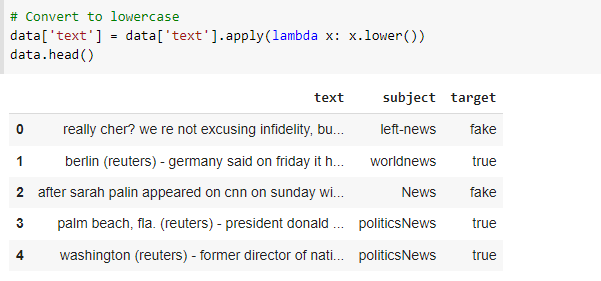 # Convert to lowercase
data['text'] = data['text'].apply(lambda x: x.lower())
data.head()
text subject target
0 really cher? we re not excusing infidelity, bu... left-news fake
1 berlin (reuters) - germany said on friday it h... worldnews true
2 after sarah palin appeared on cnn on sunday wi... News fake
3 palm beach, fla. (reuters) - president donald ... politicsNews true
4 washington (reuters) - former director of nati... politicsNews true